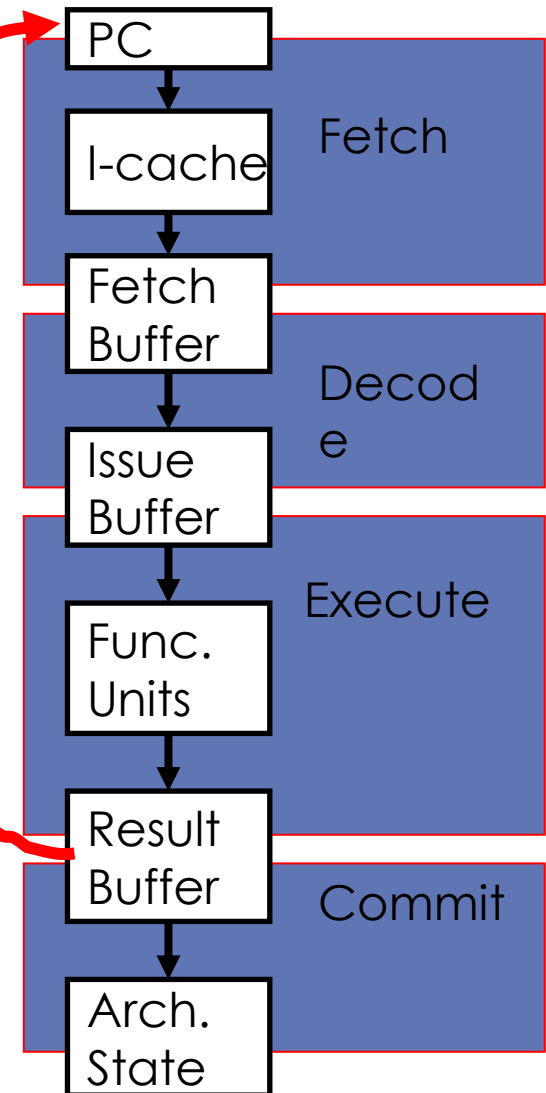 PC
Fetch
I-cache
Fetch
Buffer
Decod
e
Issue
Buffer
Execute
Func.
Units
Result
Buffer
Commit
Arch.
State